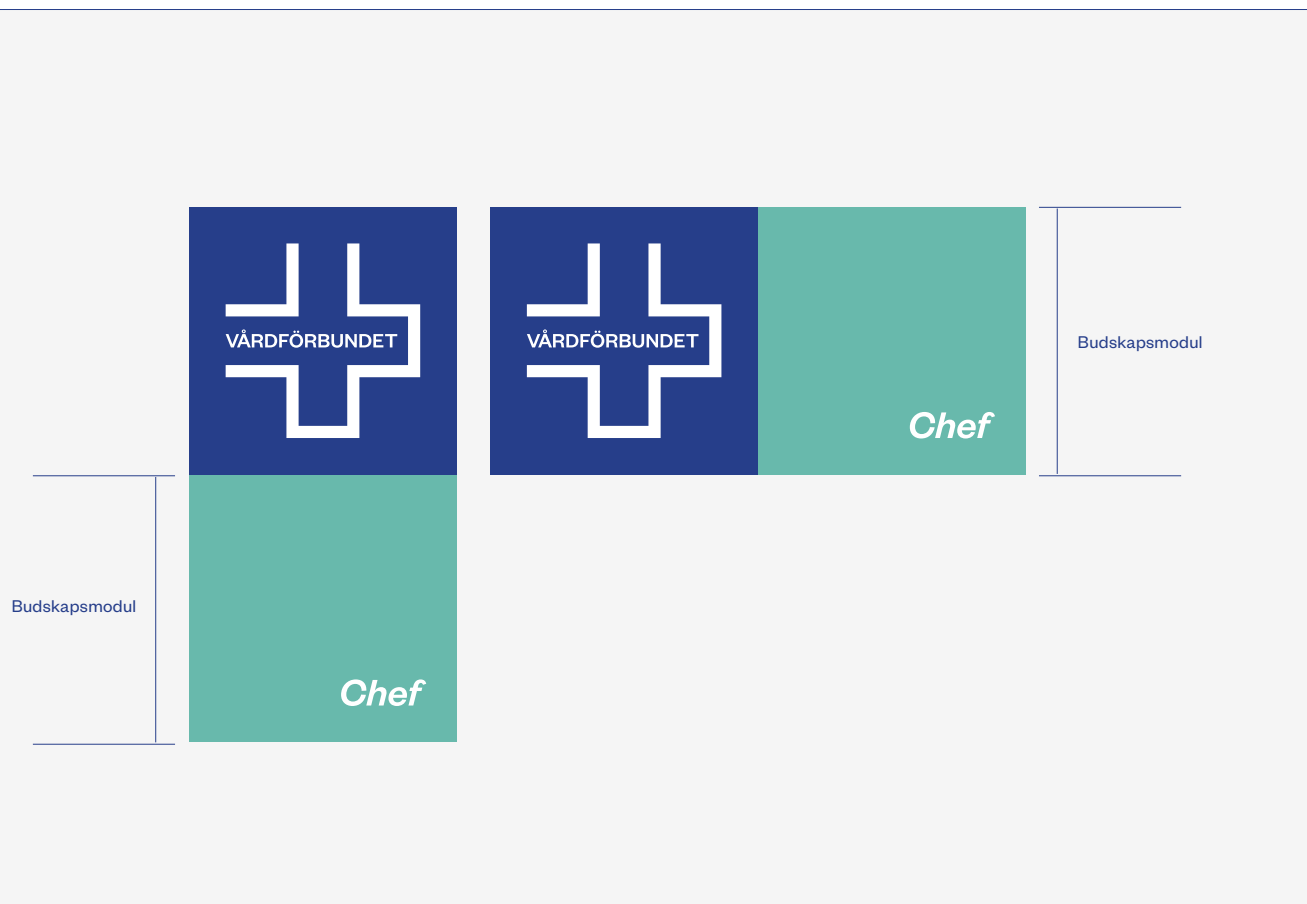 VÅRDFÖRBUNDET
VÅRDFÖRBUNDET
Budskapsmodul
Chef
Budskapsmodul
Chef